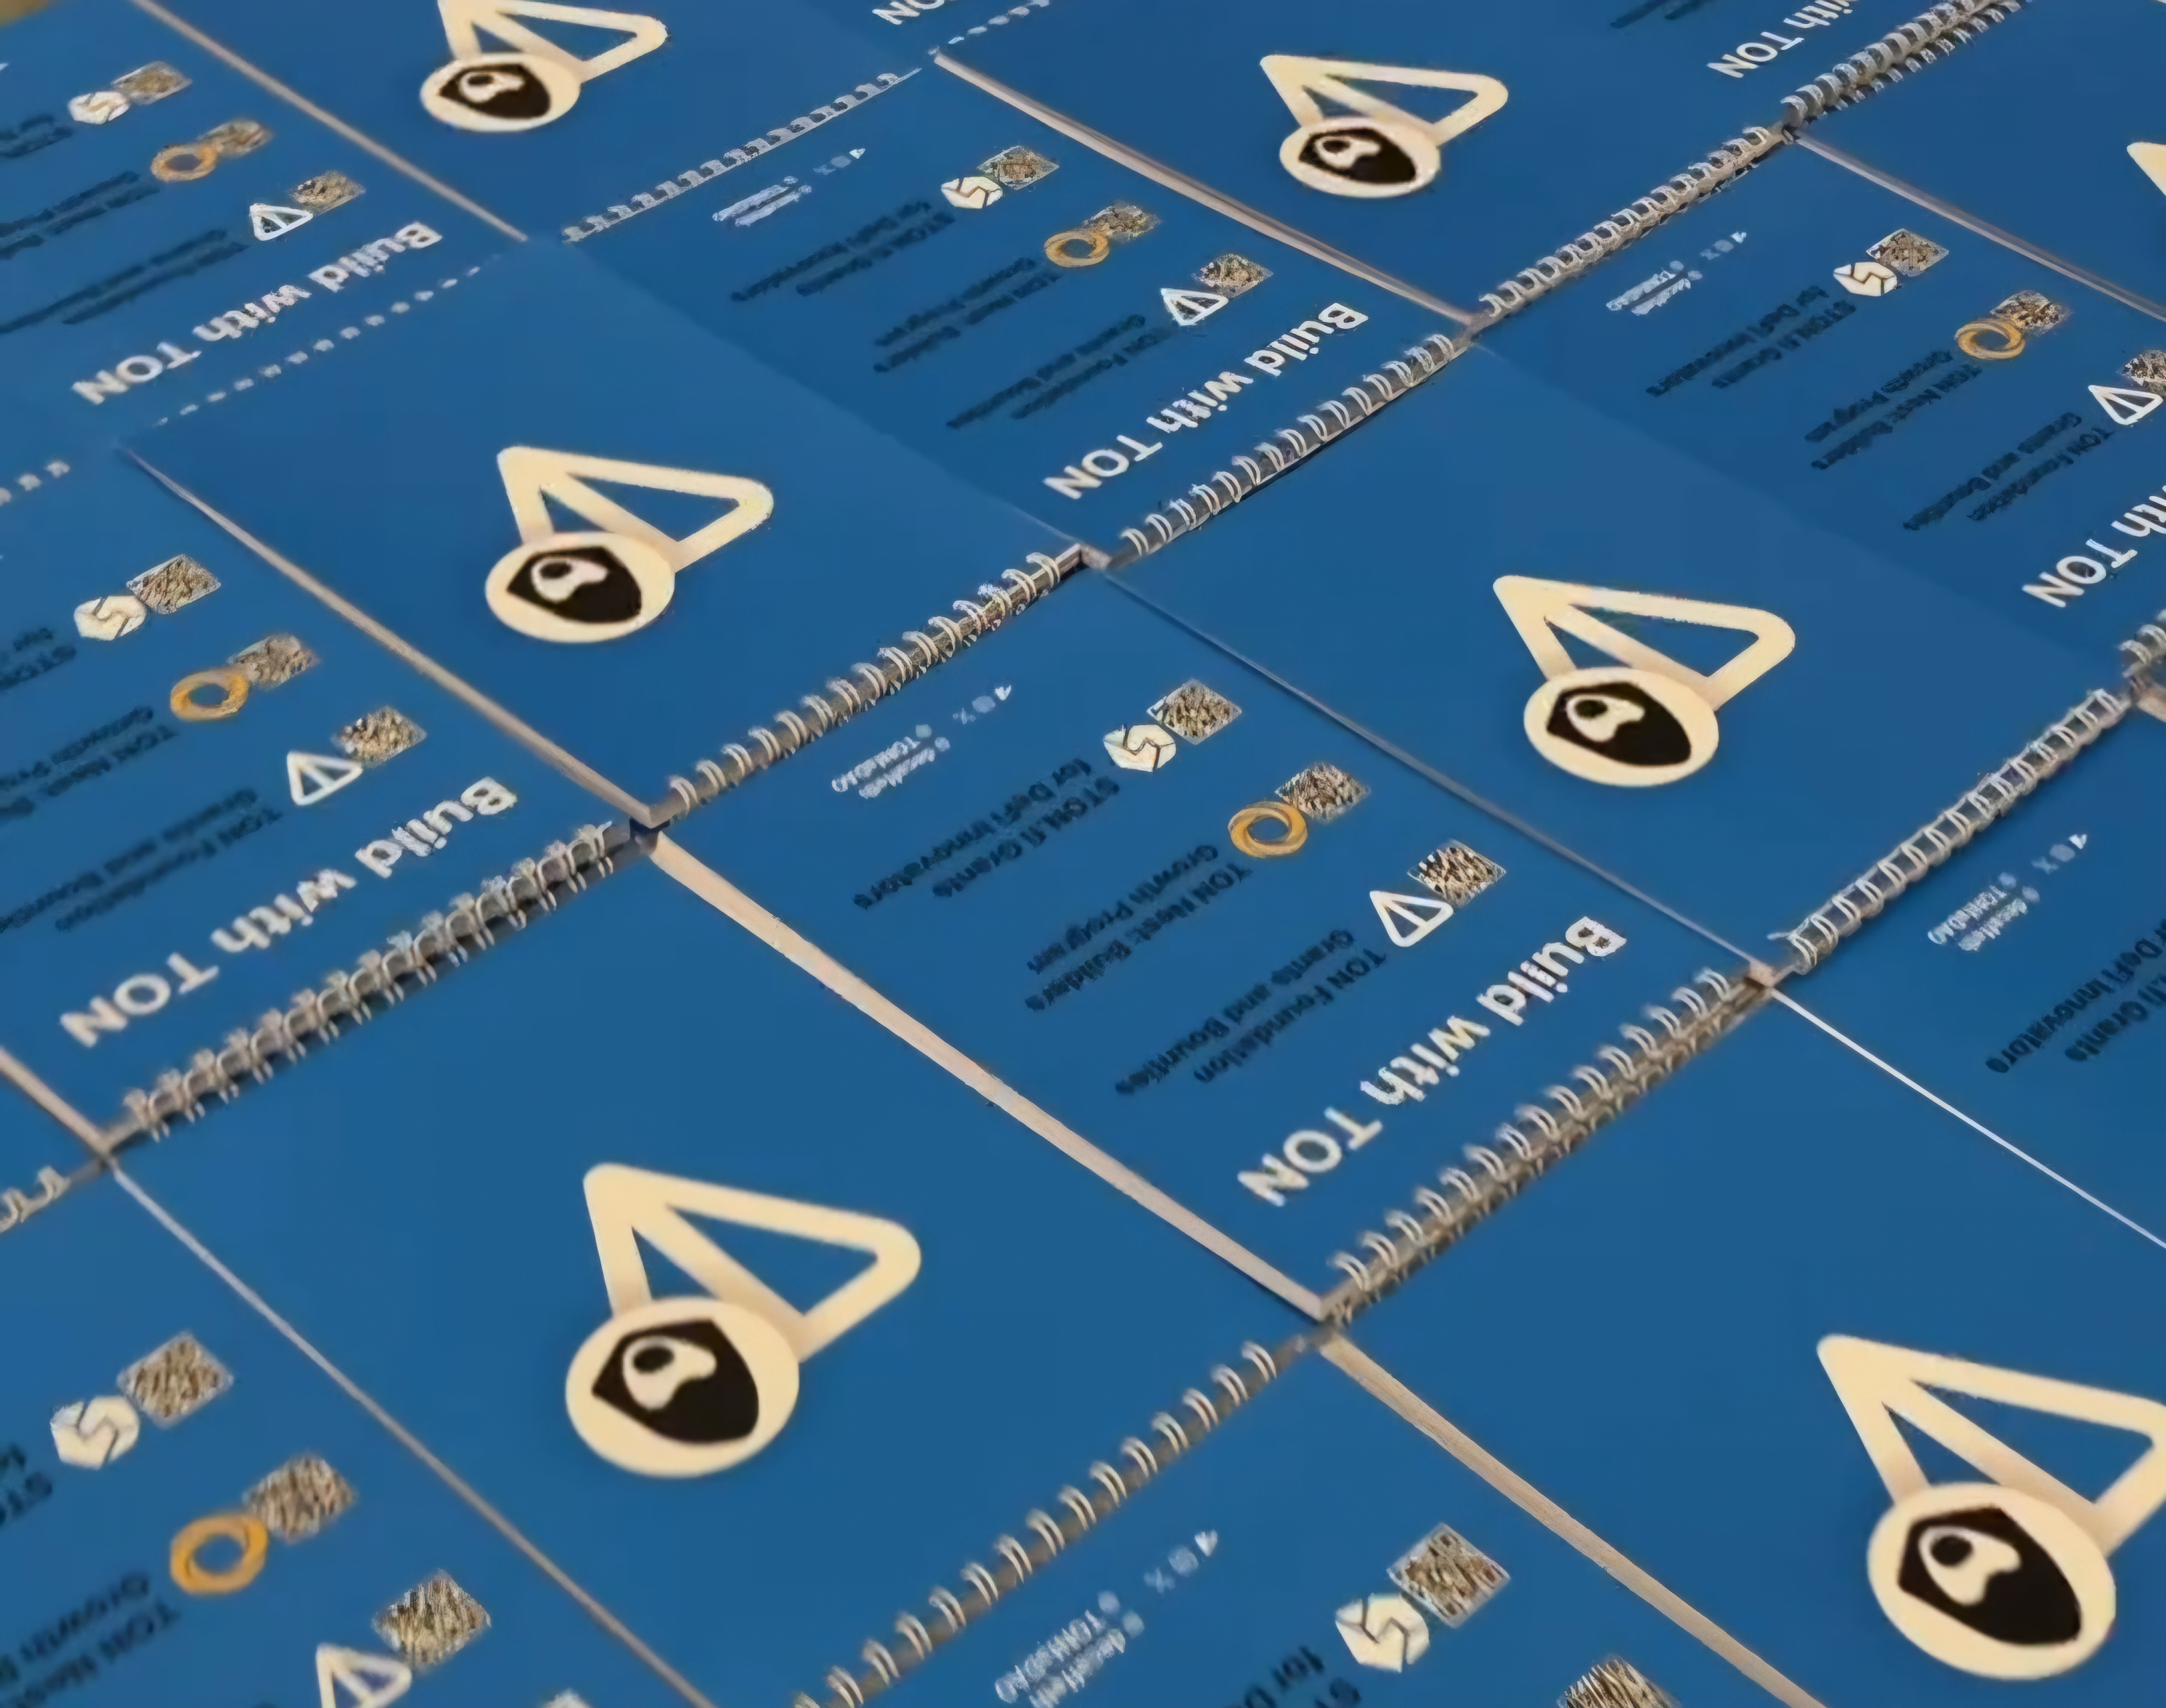 Build with TON
TON Foundation
Grants and Bounties
TON Nest: Builders
Growth Program
STON.fi Grants
for DeFi Innovators